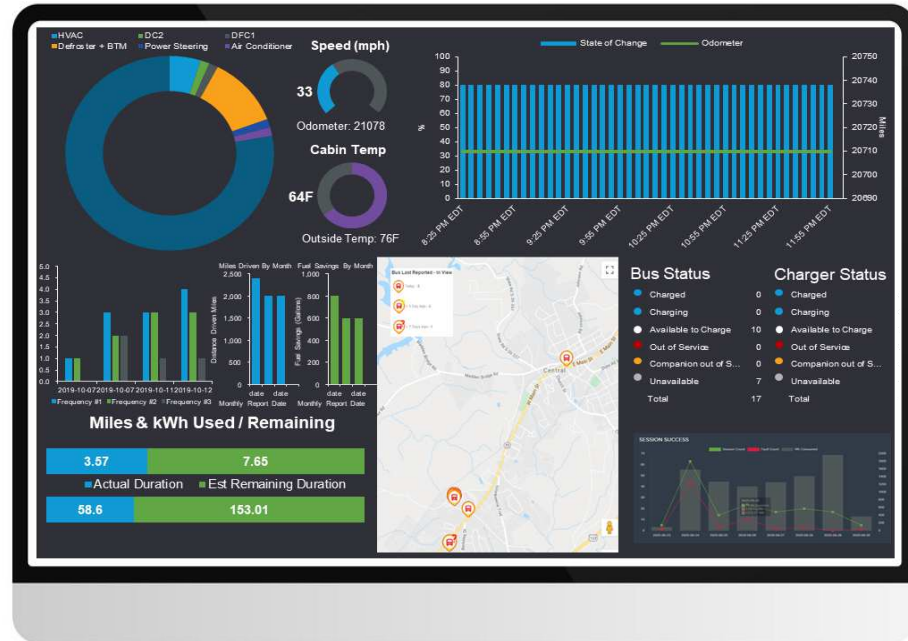 HVAC DC2 DFC1
Defroster + BTM Power Steering Air Conditioner
Speed (mph)
33
Odometer: 21078
Cabin Temp
64F
Outside Temp: 76F
State of Change Odometer
100
90
80
70
60
50
40
30
20
10
0
%
20750
20740
20730
20720
20710
20700
20690
Miles
8:25 PM EDT
8:55 PM EDT
9:25 PM EDT
9:55 PM EDT
10:25 PM EDT
10:55 PM EDT
11:25 PM EDT
11:55 PM EDT
5.0
4.5
4.0
3.5
3.0
2.5
2.0
1.5
1.0
0.5
0.0
2019-10-07 2019-10-07 2019-10-11 2019-10-12
Frequency #1 Frequency #2 Frequency #3
Miles Driven By Month
2,500
2,000
1,500
1,000
500
0
Distance Driven Miles
date date
Monthly Report Date
Fuel Savings By Month
1,000
800
600
400
200
0
Fuel Savings (Gallons)
date date
Monthly Report Date
Miles & kWh Used / Remaining
3.57 7.65
Actual Duration Est Remaining Duration
58.6 153.01
Bus Last Reported - In View
Central
W Main St
E Main St
Bus Status
Charged 0
Charging 0
Available to Charge 10
Out of Service 0
Companion out of S... 0
Unavailable 7
Total 17
Charger Status
Charged
Charging
Available to Charge
Out of Service
Companion out of S...
Unavailable
Total
SESSION SUCCESS